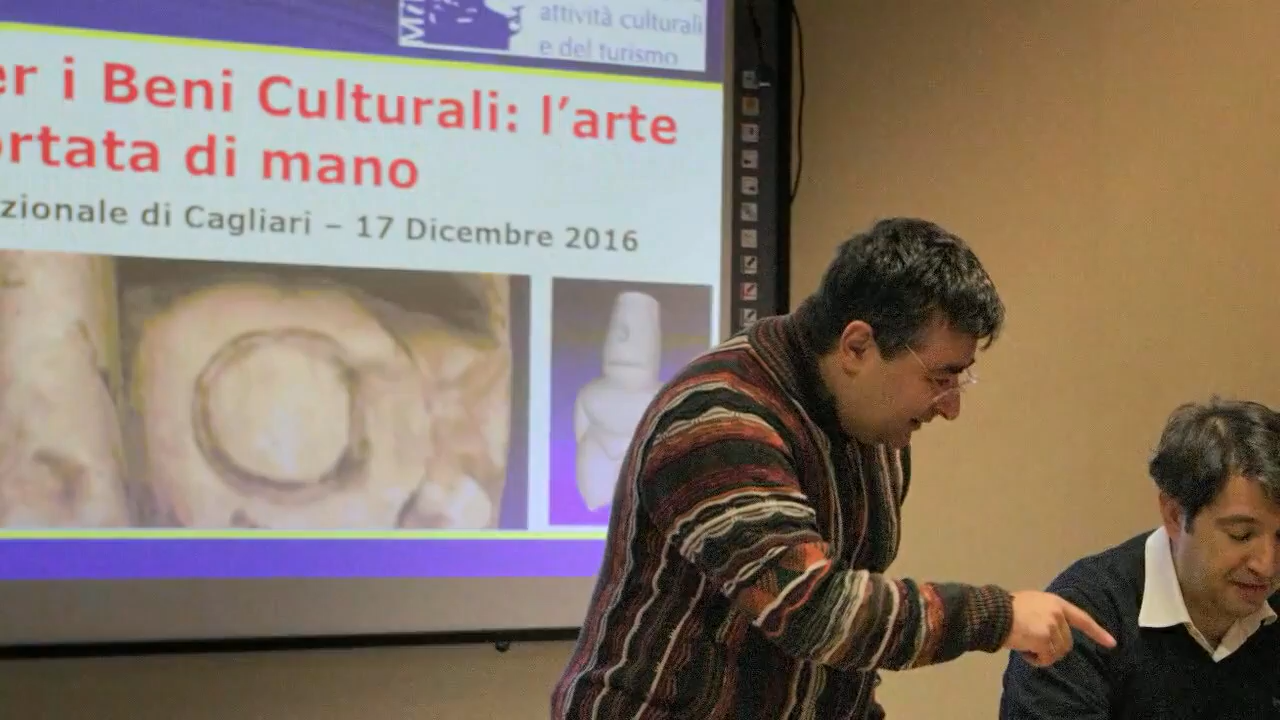 attività culturali
e del turismo
er i Beni Culturali: l'arte
ortata di mano
zionale di Cagliari – 17 Dicembre 2016